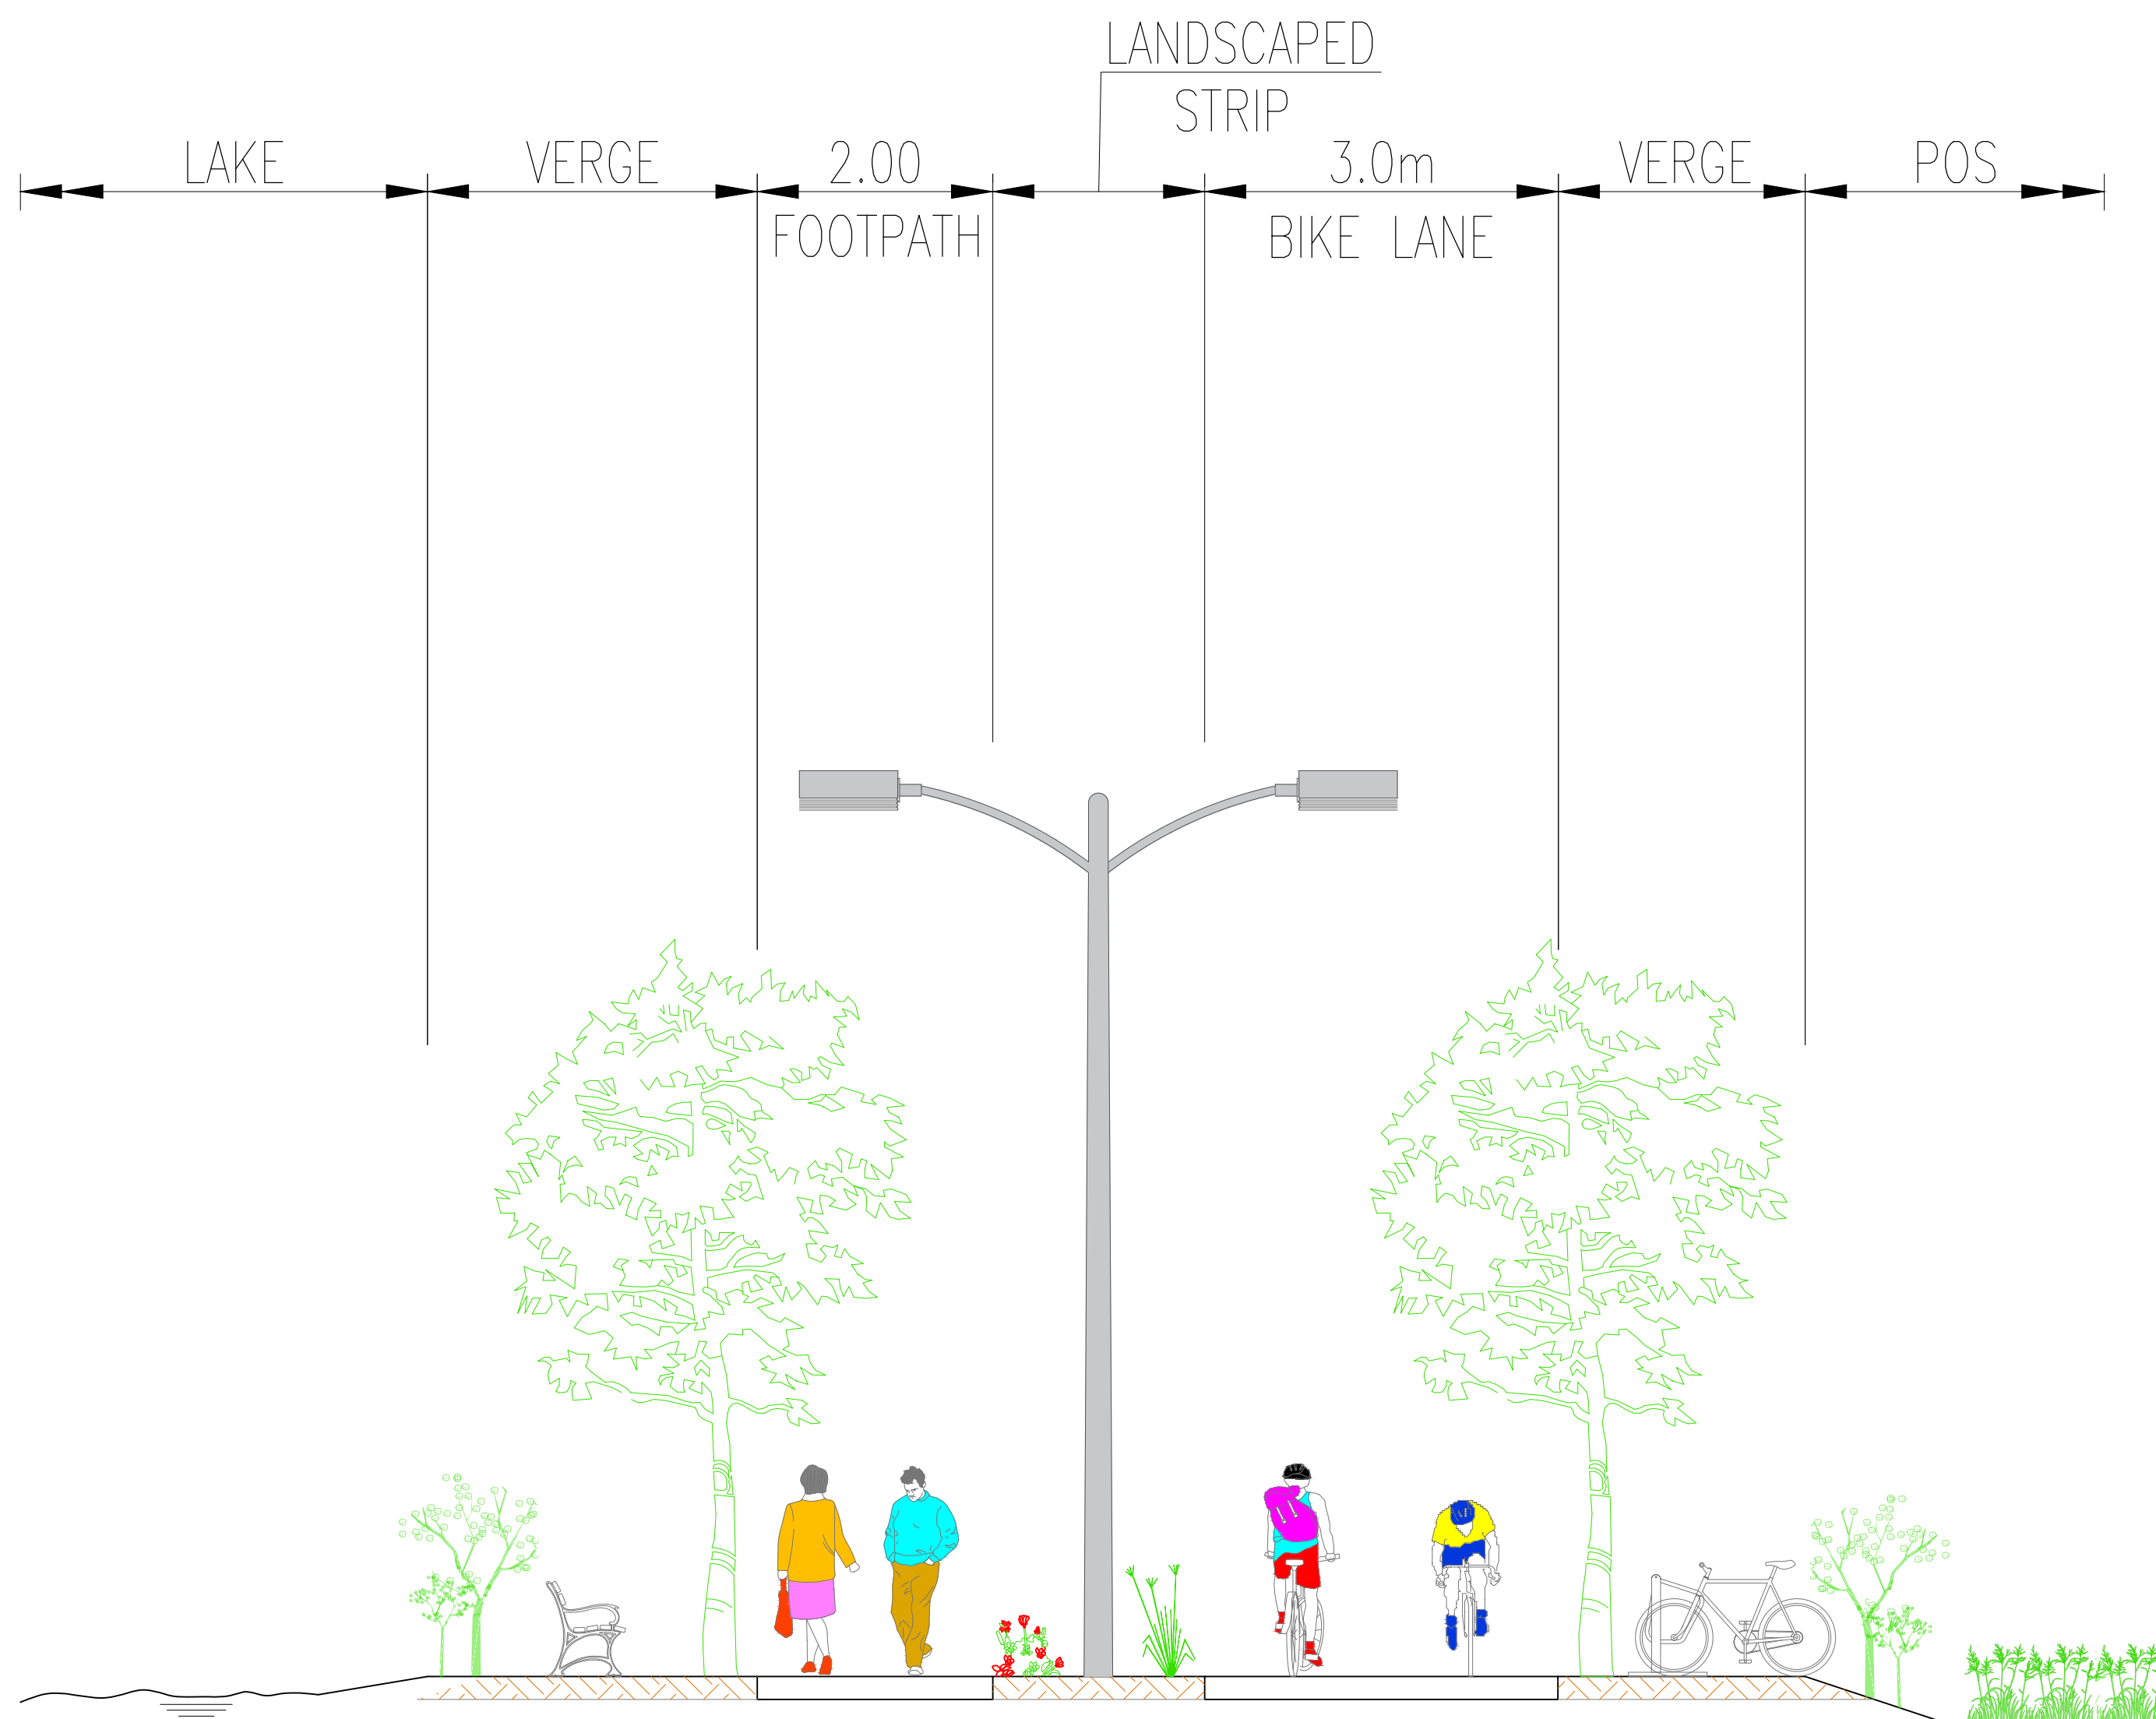 LANDSCAPED
STRIP
LAKE VERGE 2.00 3.0m VERGE POS
FOOTPATH BIKE LANE